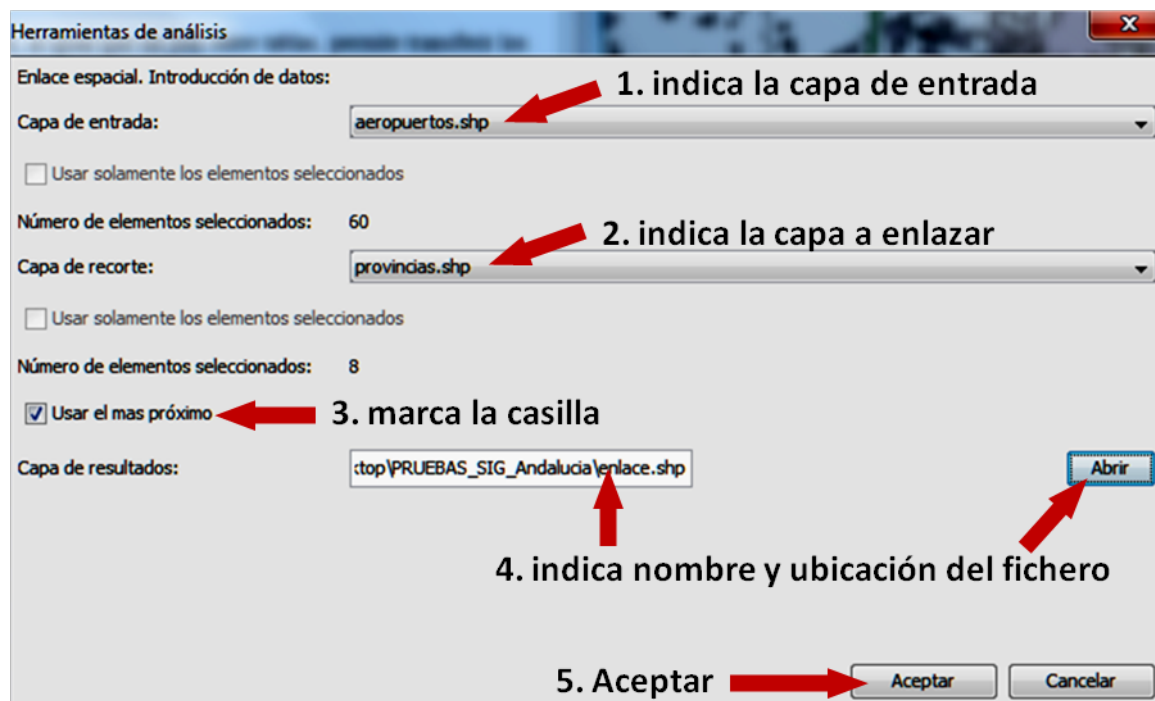 Herramientas de análisis
Enlace espacial. Introducción de datos:
1. indica la capa de entrada
Capa de entrada:
aeropuertos.shp
Usar solamente los elementos seleccionados
Número de elementos seleccionados: 60
2. indica la capa a enlazar
Capa de recorte:
provincias.shp
Usar solamente los elementos seleccionados
Número de elementos seleccionados: 8
Usar el mas próximo
3. marca la casilla
Capa de resultados:
:top\PRUEBAS_SIG_Andalucia\enlace.shp
Abrir
4. indica nombre y ubicación del fichero
5. Aceptar
Aceptar
Cancelar